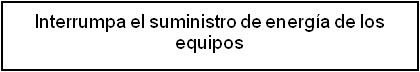 Interrumpa el suministro de energía de los
equipos